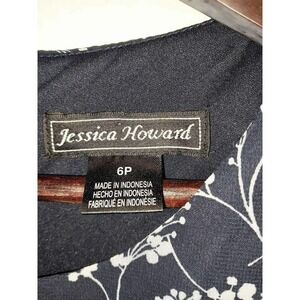 Jessica Howard
6P
MADE IN INDONESIA
HECHO EN INDONESIA
FABRIQUÉ EN INDONÉSIE